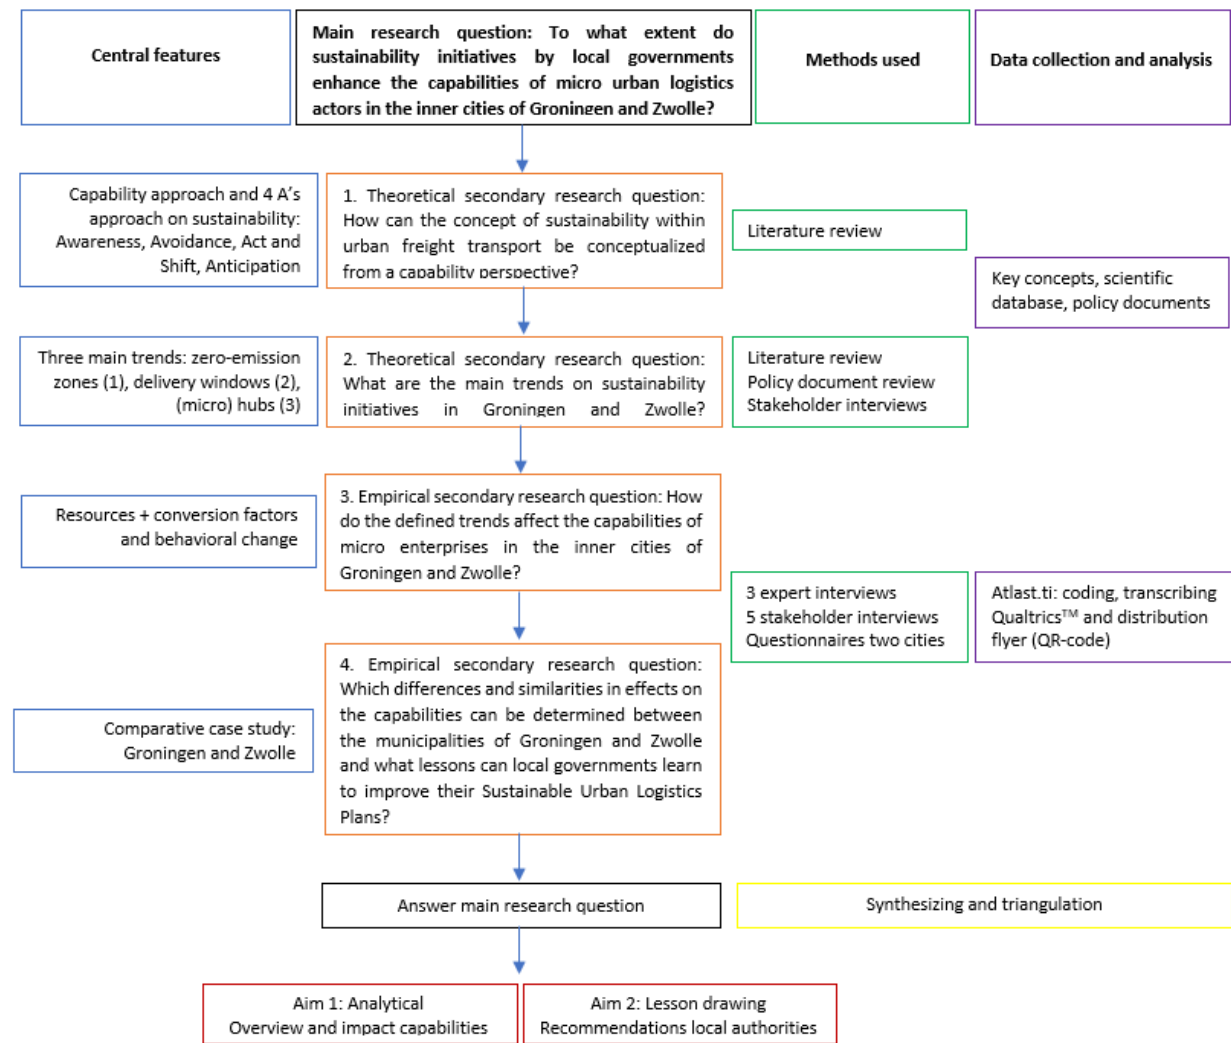 Central features
Main research question: To what extent do
sustainability initiatives by local governments
enhance the capabilities of micro urban logistics
actors in the inner cities of Groningen and Zwolle?
Methods used
Data collection and analysis
Capability approach and 4 A's
approach on sustainability:
Awareness, Avoidance, Act and
Shift, Anticipation
1. Theoretical secondary research question:
How can the concept of sustainability within
urban freight transport be conceptualized
from a capability perspective?
Literature review
Key concepts, scientific
database, policy documents
Three main trends: zero-emission
zones (1), delivery windows (2),
(micro) hubs (3)
2. Theoretical secondary research question:
What are the main trends on sustainability
initiatives in Groningen and Zwolle?
Literature review
Policy document review
Stakeholder interviews
Resources + conversion factors
and behavioral change
3. Empirical secondary research question: How
do the defined trends affect the capabilities of
micro enterprises in the inner cities of
Groningen and Zwolle?
3 expert interviews
5 stakeholder interviews
Questionnaires two cities
Atlast.ti: coding, transcribing
Qualtrics™ and distribution
flyer (QR-code)
Comparative case study:
Groningen and Zwolle
4. Empirical secondary research question:
Which differences and similarities in effects on
the capabilities can be determined between
the municipalities of Groningen and Zwolle
and what lessons can local governments learn
to improve their Sustainable Urban Logistics
Plans?
Answer main research question
Synthesizing and triangulation
Aim 1: Analytical
Overview and impact capabilities
Aim 2: Lesson drawing
Recommendations local authorities